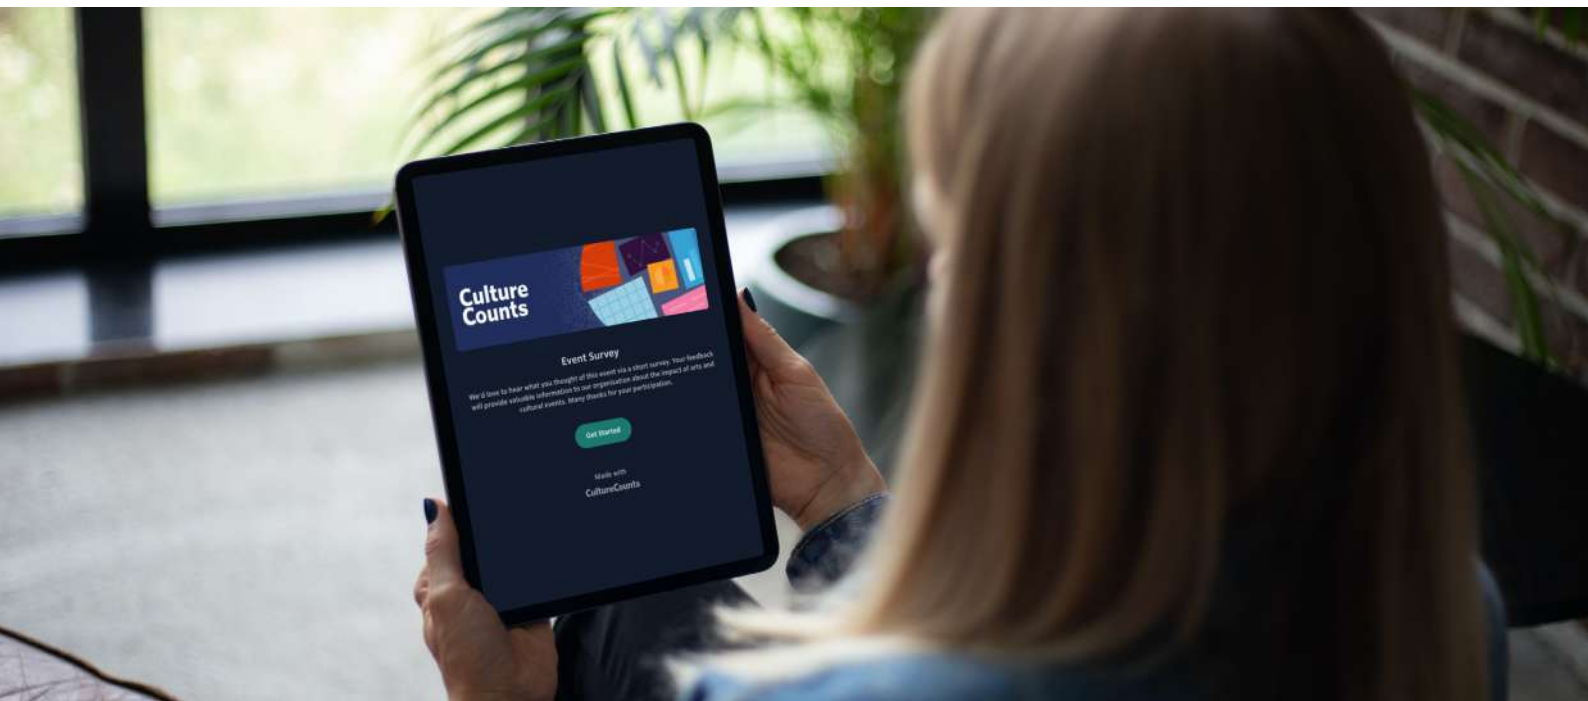 Culture
Counts
Event Survey
We'd love to hear what you thought of this event via a short survey. Your feedback
will provide valuable information to our organisation about the impact of arts and
cultural events. Many thanks for your participation.
Get Started
Made with
CultureCounts